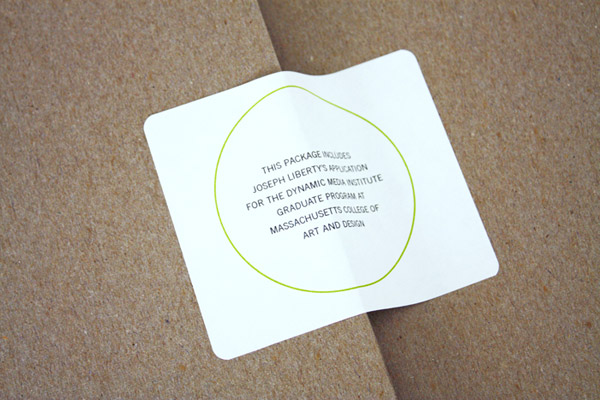 THIS PACKAGE INCLUDES
JOSEPH LIBERTY'S APPLICATION
FOR THE DYNAMIC MEDIA INSTITUTE
GRADUATE PROGRAM AT
MASSACHUSETTS COLLEGE OF
ART AND DESIGN